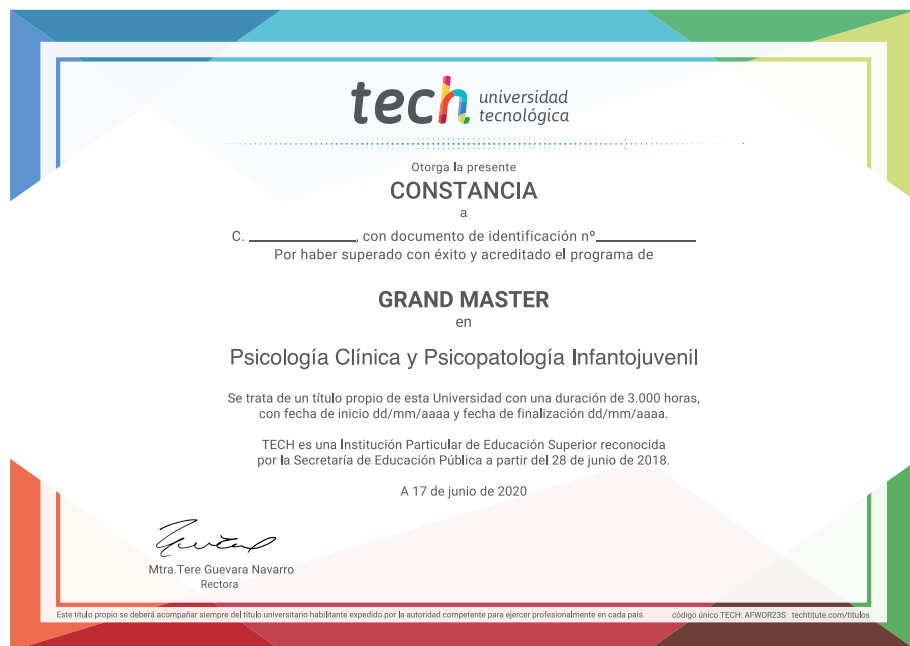 tech universidad
tecnológica
Otorga la presente
CONSTANCIA
a
C. ____________, con documento de identificación nº____________
Por haber superado con éxito y acreditado el programa de
GRAND MASTER
en
Psicología Clínica y Psicopatología Infantojuvenil
Se trata de un título propio de esta Universidad con una duración de 3.000 horas,
con fecha de inicio dd/mm/aaaa y fecha de finalización dd/mm/aaaa.
TECH es una Institución Particular de Educación Superior reconocida
por la Secretaría de Educación Pública a partir del 28 de junio de 2018.
A 17 de junio de 2020
Mtra.Tere Guevara Navarro
Rectora
Este título propio se deberá acompañar siempre del título universitario habilitante expedido por la autoridad competente para ejercer profesionalmente en cada país. código único TECH: AFWOR23S techtitute.com/titulos